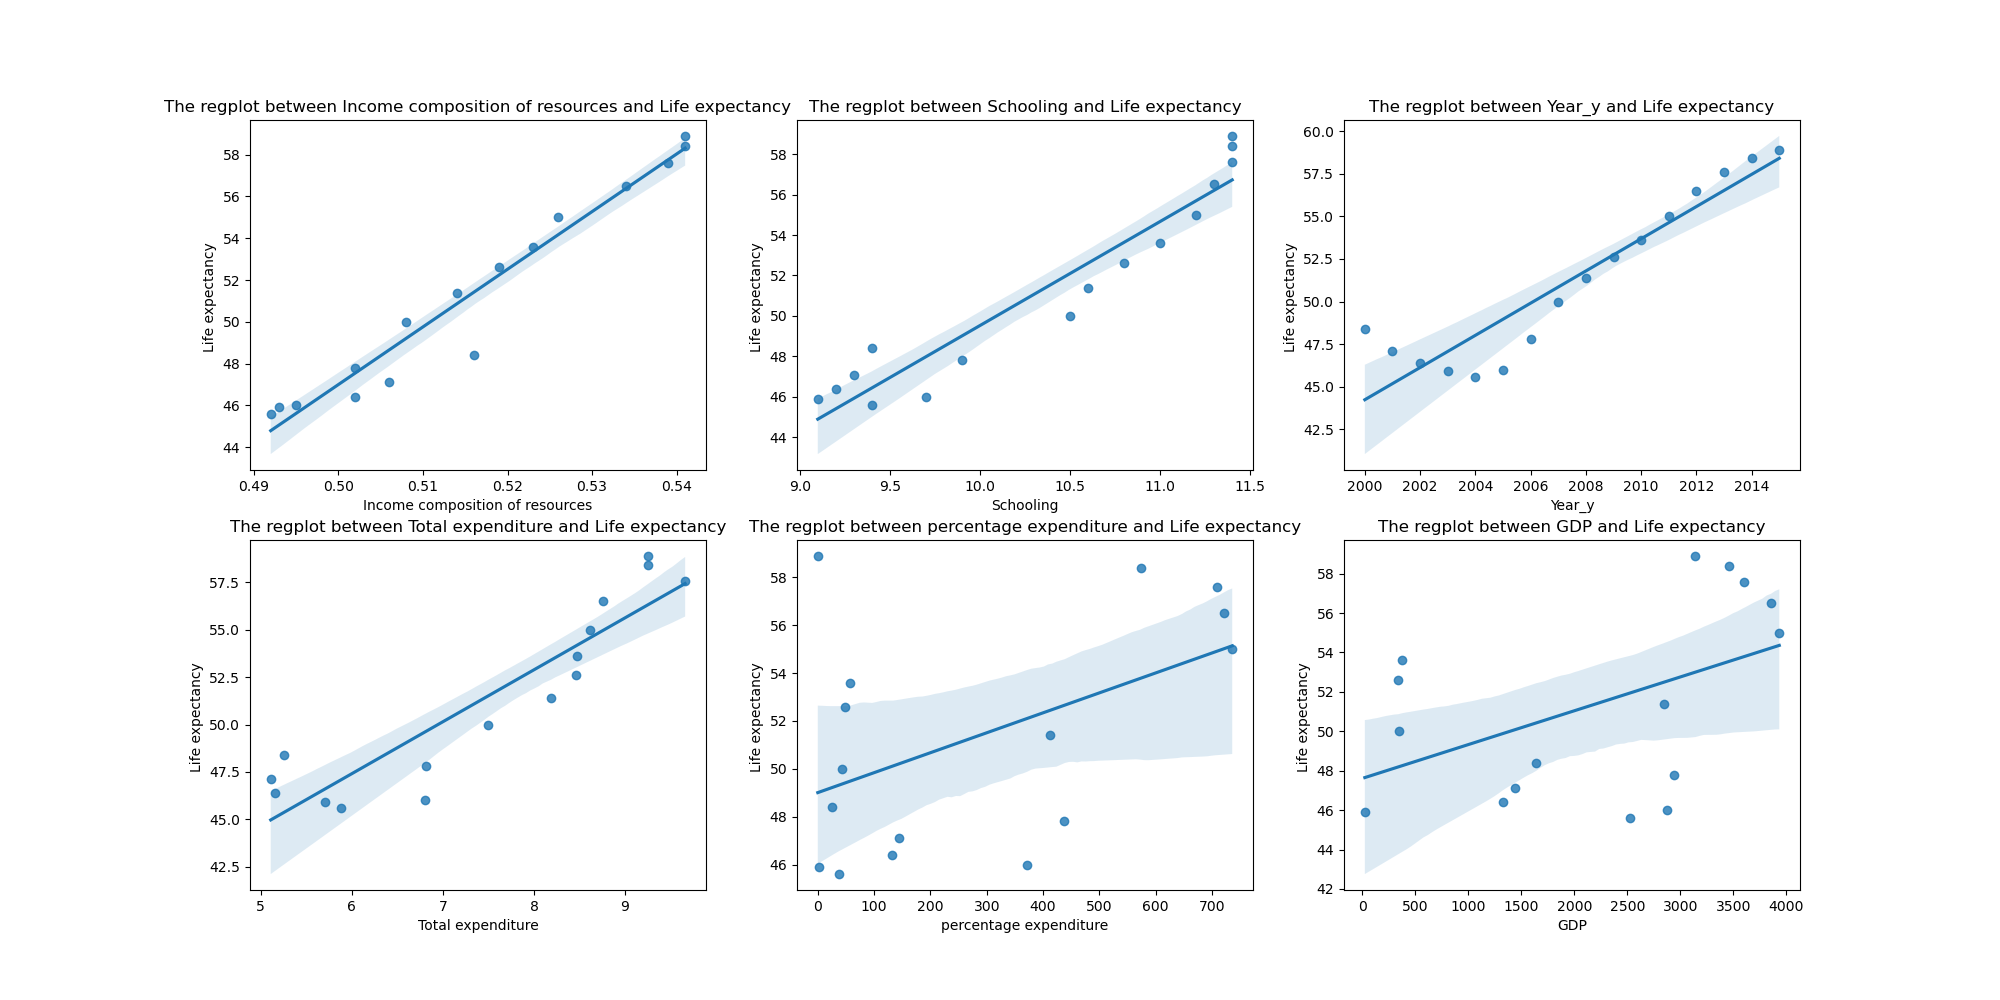 The regplot between Income composition of resources and Life expectancy
58
56
54
52
50
48
46
44
Life expectancy
0.49 0.50 0.51 0.52 0.53 0.54
Income composition of resources
The regplot between Schooling and Life expectancy
58
56
54
52
50
48
46
44
Life expectancy
9.0 9.5 10.0 10.5 11.0 11.5
Schooling
The regplot between Year_y and Life expectancy
60.0
57.5
55.0
52.5
50.0
47.5
45.0
42.5
Life expectancy
2000 2002 2004 2006 2008 2010 2012 2014
Year_y
The regplot between Total expenditure and Life expectancy
57.5
55.0
52.5
50.0
47.5
45.0
42.5
Life expectancy
5 6 7 8 9
Total expenditure
The regplot between percentage expenditure and Life expectancy
58
56
54
52
50
48
46
Life expectancy
0 100 200 300 400 500 600 700
percentage expenditure
The regplot between GDP and Life expectancy
58
56
54
52
50
48
46
44
42
Life expectancy
0 500 1000 1500 2000 2500 3000 3500 4000
GDP